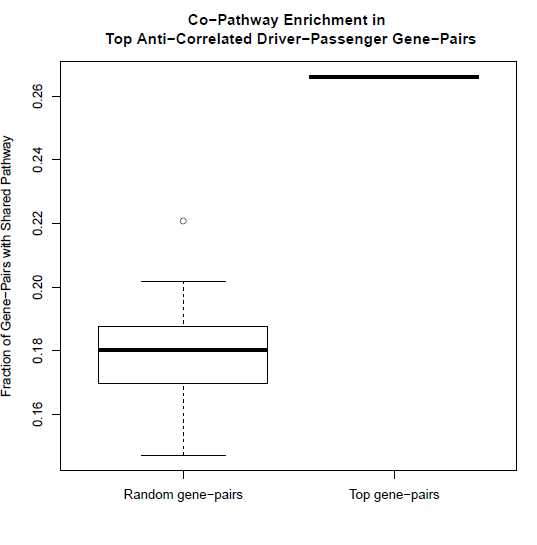 Co−Pathway Enrichment in
Top Anti−Correlated Driver−Passenger Gene−Pairs
Fraction of Gene−Pairs with Shared Pathway
0.26
0.24
0.22
0.20
0.18
0.16
Random gene−pairs
Top gene−pairs